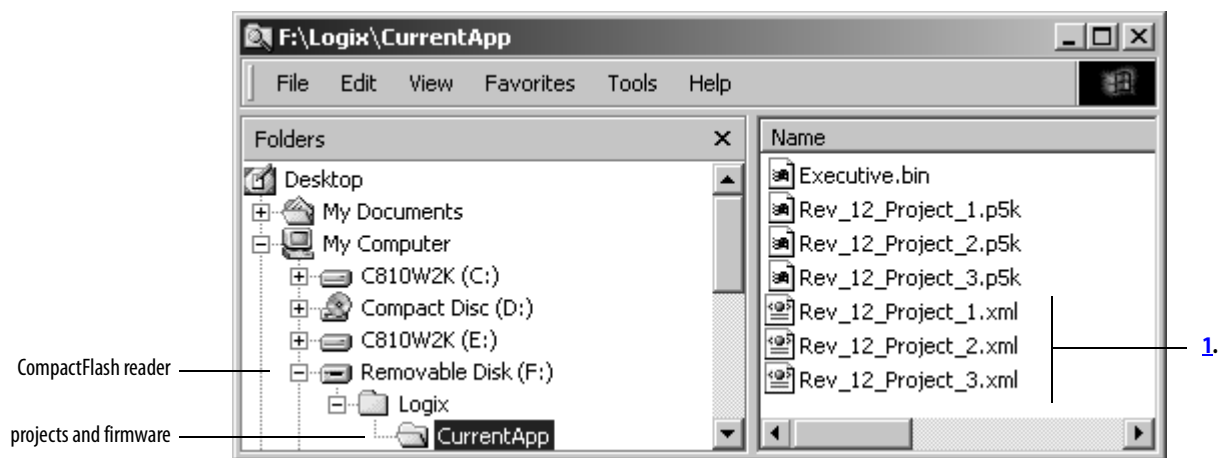 F:\Logix\CurrentApp
File Edit View Favorites Tools Help
Folders
Desktop
My Documents
My Computer
C810W2K (C:)
Compact Disc (D:)
C810W2K (E:)
Removable Disk (F:)
Logix
CurrentApp
Name
Executive.bin
Rev_12_Project_1.p5k
Rev_12_Project_2.p5k
Rev_12_Project_3.p5k
Rev_12_Project_1.xml
Rev_12_Project_2.xml
Rev_12_Project_3.xml
CompactFlash reader
projects and firmware
1.